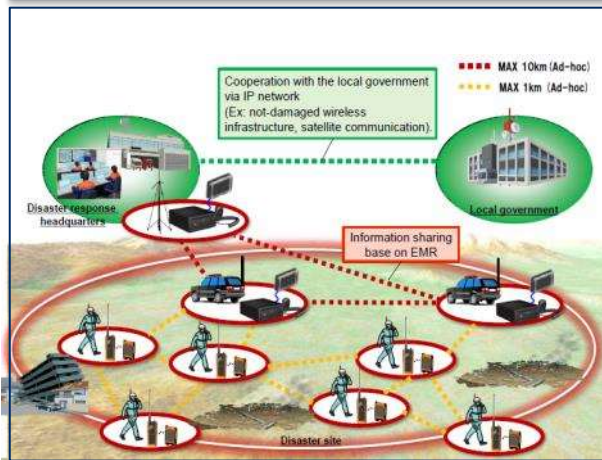 Cooperation with the local government
via IP network
(Ex: not-damaged wireless
infrastructure, satellite communication).
MAX 10km (Ad-hoc)
MAX 1km (Ad-hoc)
Disaster response
headquarters
Local government
Information sharing
base on EMR
Disaster site